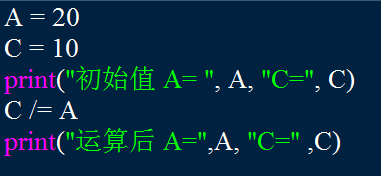 A = 20
C = 10
print("初始值 A= ", A, "C=", C)
C /= A
print("运算后 A=",A, "C=" ,C)